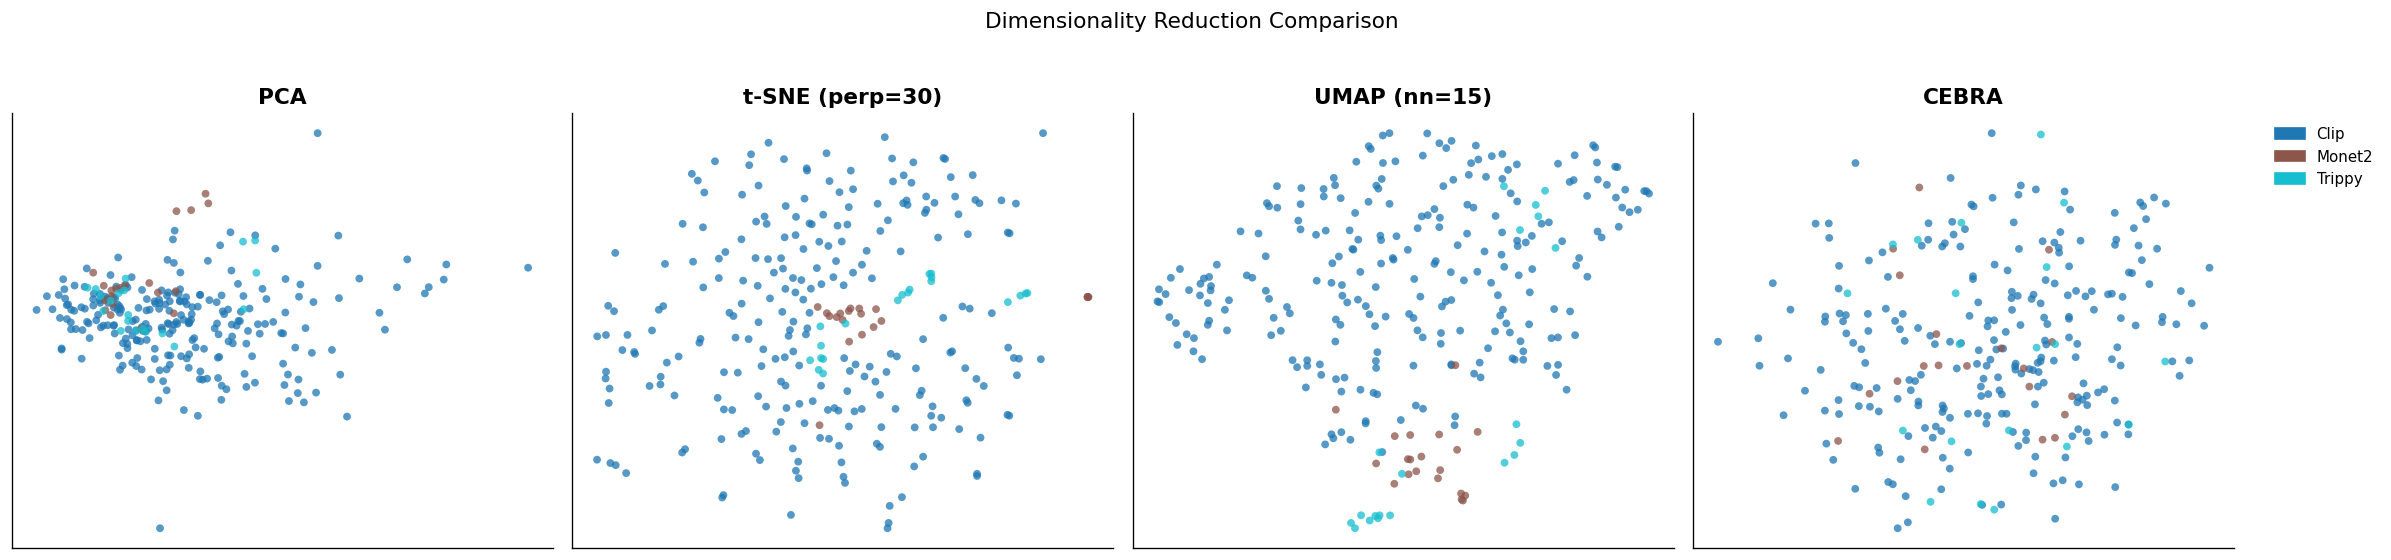 Dimensionality Reduction Comparison
PCA
t-SNE (perp=30)
UMAP (nn=15)
CEBRA
Clip
Monet2
Trippy